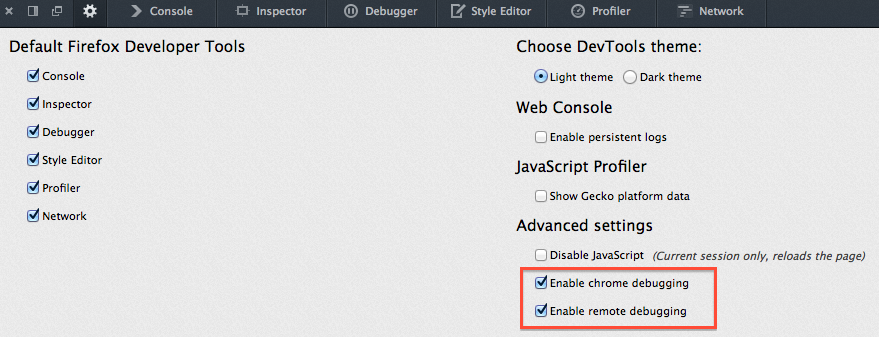 Console
Inspector
Debugger
Style Editor
Profiler
Network
Default Firefox Developer Tools
Console
Inspector
Debugger
Style Editor
Profiler
Network
Choose DevTools theme:
Light theme Dark theme
Web Console
Enable persistent logs
JavaScript Profiler
Show Gecko platform data
Advanced settings
Disable JavaScript (Current session only, reloads the page)
Enable chrome debugging
Enable remote debugging